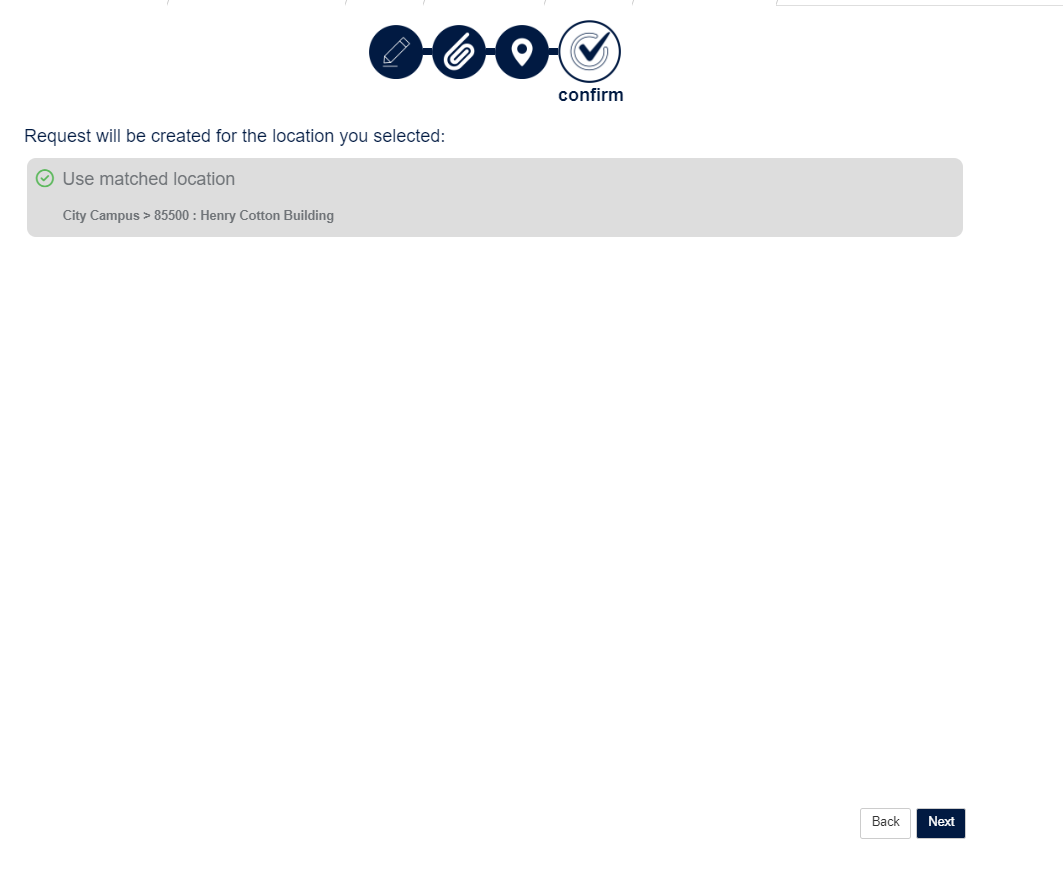 confirm
Request will be created for the location you selected:
Use matched location
City Campus > 85500 : Henry Cotton Building
Back Next